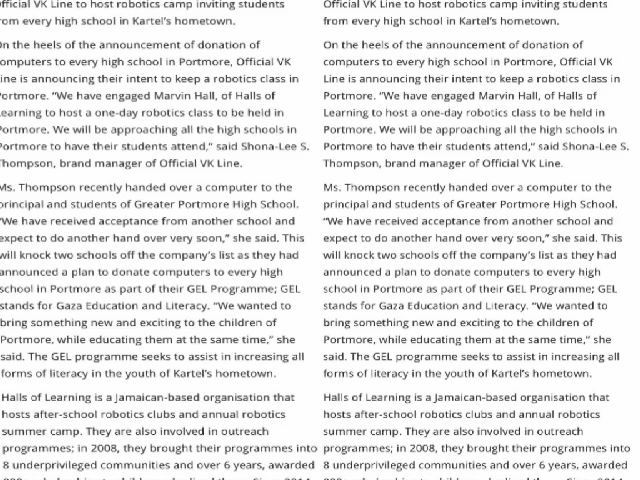 fficial VK Line to host robotics camp inviting students
rom every high school in Kartel's hometown.
On the heels of the announcement of donation of
computers to every high school in Portmore, Official VK
Line is announcing their intent to keep a robotics class in
Portmore. "We have engaged Marvin Hall, of Halls of
Learning to host a one-day robotics class to be held in
Portmore. We will be approaching all the high schools in
Portmore to have their students attend," said Shona-Lee S.
Thompson, brand manager of Official VK Line.
Ms. Thompson recently handed over a computer to the
principal and students of Greater Portmore High School.
"We have received acceptance from another school and
expect to do another hand over very soon," she said. This
will knock two schools off the company's list as they had
announced a plan to donate computers to every high
school in Portmore as part of their GEL Programme; GEL
stands for Gaza Education and Literacy. "We wanted to
bring something new and exciting to the children of
Portmore, while educating them at the same time," she
said. The GEL programme seeks to assist in increasing all
forms of literacy in the youth of Kartel's hometown.
Halls of Learning is a Jamaican-based organisation that
hosts after-school robotics clubs and annual robotics
summer camp. They are also involved in outreach
programmes; in 2008, they brought their programmes into
8 underprivileged communities and over 6 years, awarded
Official VK Line to host robotics camp inviting students
from every high school in Kartel's hometown.
On the heels of the announcement of donation of
computers to every high school in Portmore, Official VK
Line is announcing their intent to keep a robotics class in
Portmore. "We have engaged Marvin Hall, of Halls of
Learning to host a one-day robotics class to be held in
Portmore. We will be approaching all the high schools in
Portmore to have their students attend," said Shona-Lee S.
Thompson, brand manager of Official VK Line.
Ms. Thompson recently handed over a computer to the
principal and students of Greater Portmore High School.
"We have received acceptance from another school and
expect to do another hand over very soon," she said. This
will knock two schools off the company's list as they had
announced a plan to donate computers to every high
school in Portmore as part of their GEL Programme; GEL
stands for Gaza Education and Literacy. "We wanted to
bring something new and exciting to the children of
Portmore, while educating them at the same time," she
said. The GEL programme seeks to assist in increasing all
forms of literacy in the youth of Kartel's hometown.
Halls of Learning is a Jamaican-based organisation that
hosts after-school robotics clubs and annual robotics
summer camp. They are also involved in outreach
programmes; in 2008, they brought their programmes into
8 underprivileged communities and over 6 years, awarded